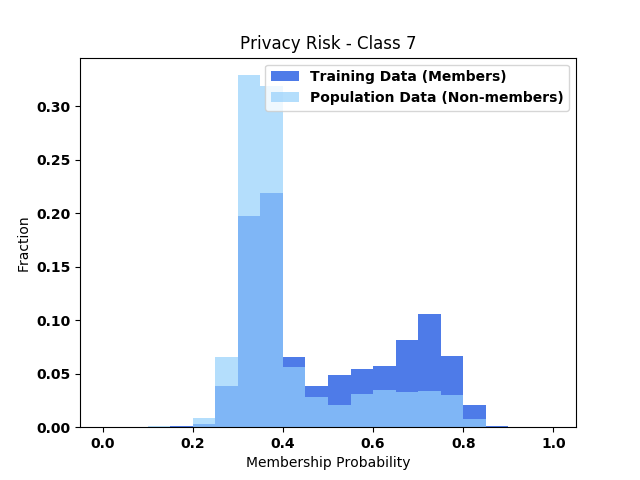 Privacy Risk - Class 7
Training Data (Members)
Population Data (Non-members)
Fraction
0.30
0.25
0.20
0.15
0.10
0.05
0.00
0.0 0.2 0.4 0.6 0.8 1.0
Membership Probability